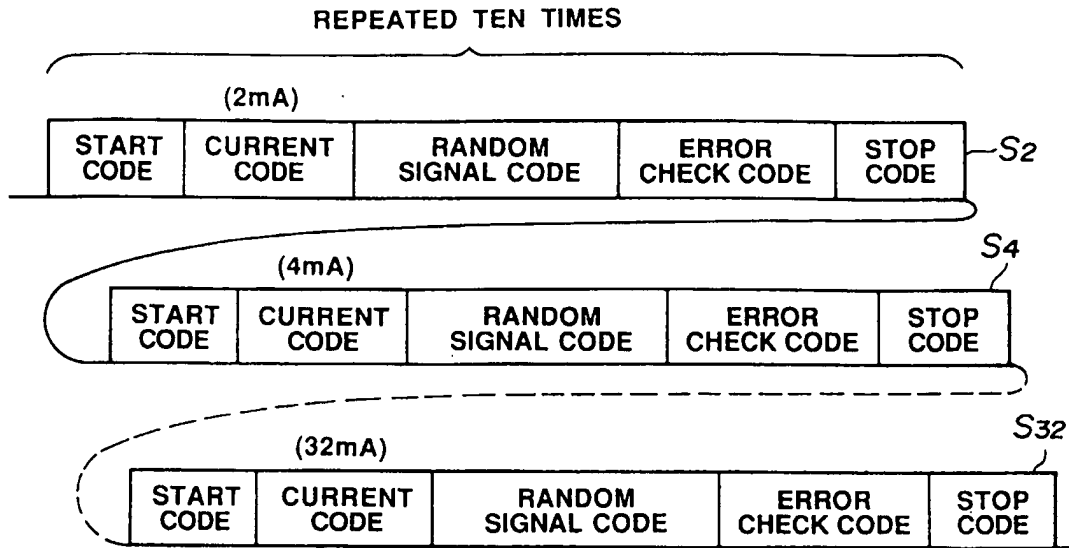 REPEATED TEN TIMES
(2mA)
START CODE CURRENT CODE RANDOM SIGNAL CODE ERROR CHECK CODE STOP CODE S2
(4mA)
S4
START CODE CURRENT CODE RANDOM SIGNAL CODE ERROR CHECK CODE STOP CODE
(32mA)
S32
START CODE CURRENT CODE RANDOM SIGNAL CODE ERROR CHECK CODE STOP CODE